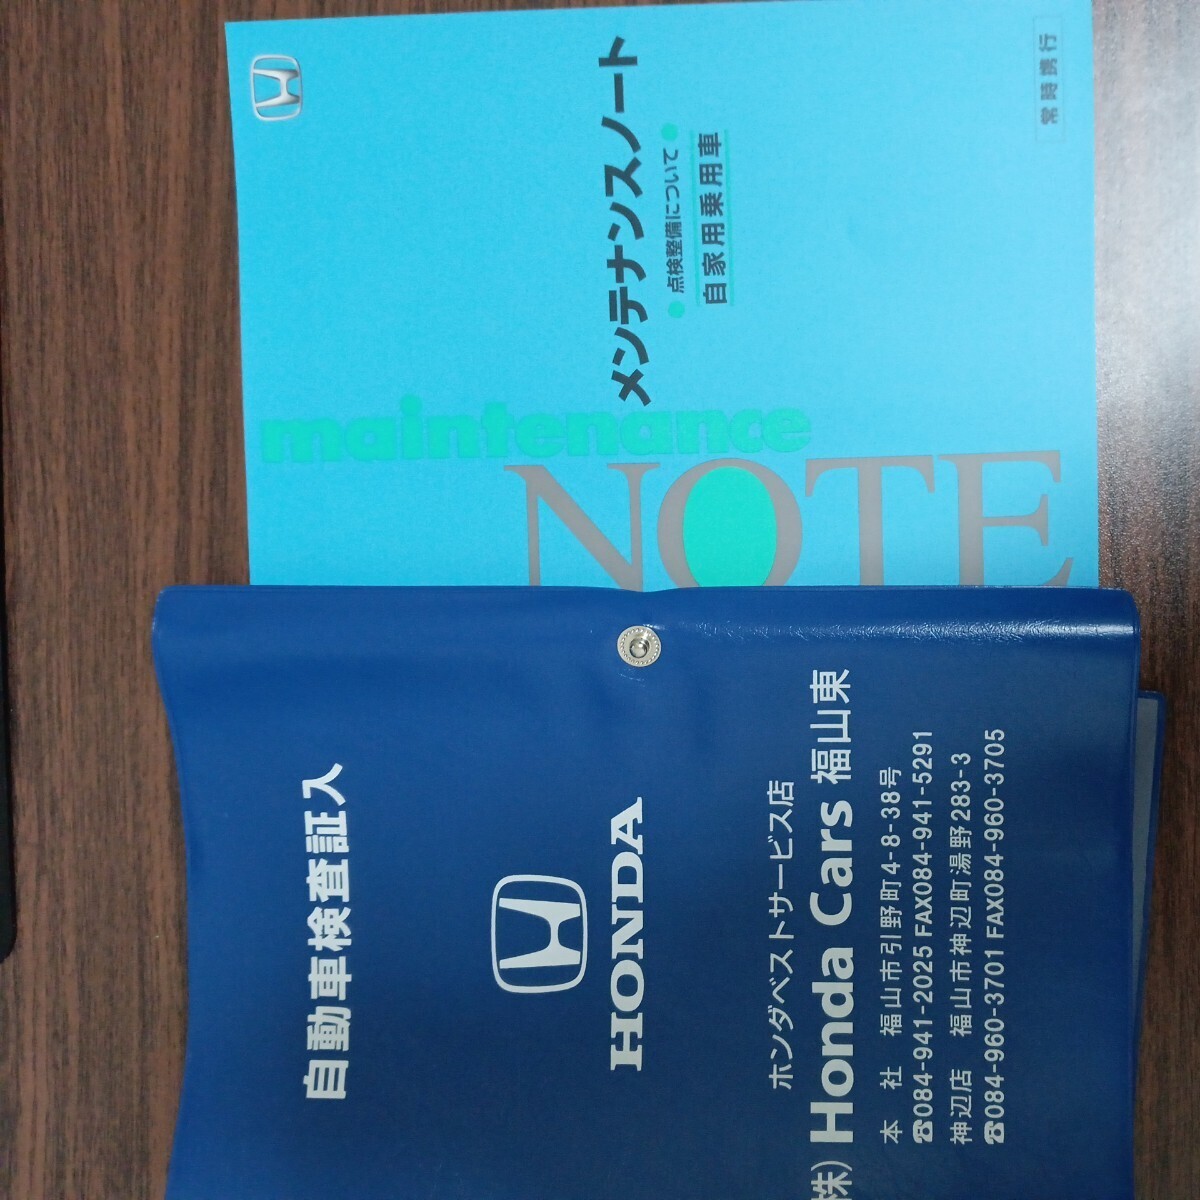 常時携行
メンテナンスノート
点検整備について
自家用乗用車
maintenance
NOTE
自動車検査証入
HONDA
ホンダベストサービス店
株) Honda Cars 福山東
本 社 福山市引野町4-8-38号
☎084-941-2025 FAX084-941-5291
神辺店 福山市神辺町湯野283-3
☎084-960-3701 FAX084-960-3705